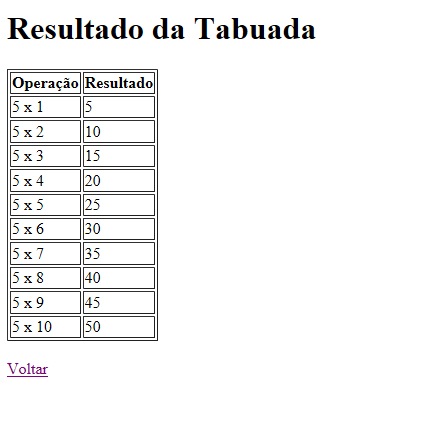 Resultado da Tabuada
Operação Resultado
5 x 1 5
5 x 2 10
5 x 3 15
5 x 4 20
5 x 5 25
5 x 6 30
5 x 7 35
5 x 8 40
5 x 9 45
5 x 10 50
Voltar